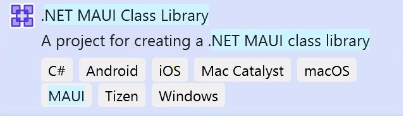 .NET MAUI Class Library
A project for creating a .NET MAUI class library
C# Android iOS Mac Catalyst macOS
MAUI Tizen Windows